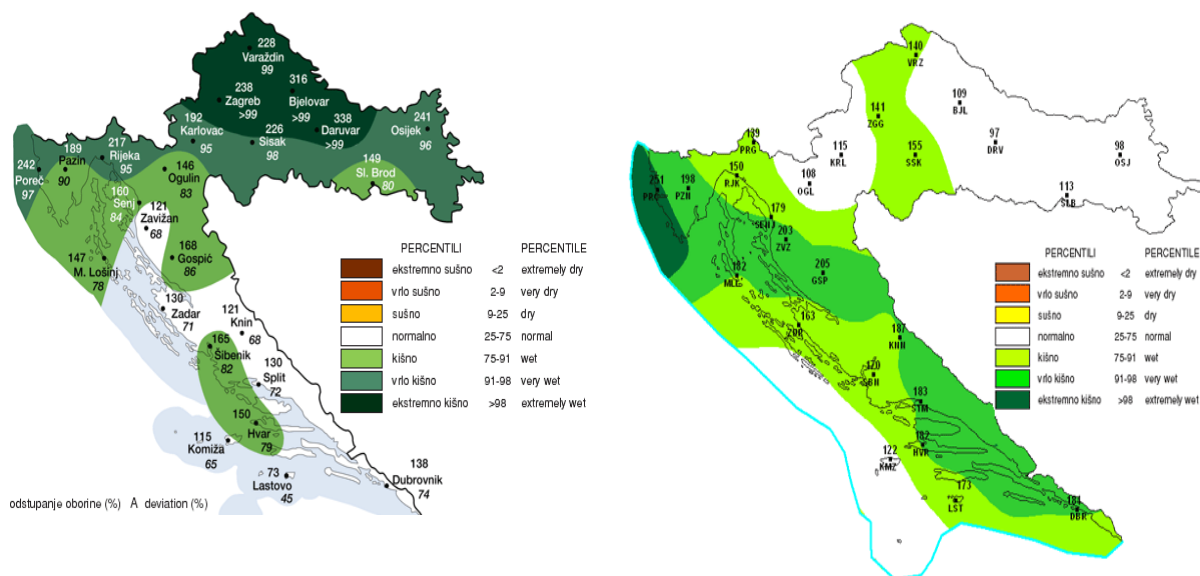 228
Varaždin
99
238
Zagreb
>99
316
Bjelovar
>99
192
Karlovac
95
226
Sisak
98
338
Daruvar
>99
241
Osijek
96
149
Sl. Brod
80
242
Poreč
97
189
Pazin
90
217
Rijeka
95
146
Ogulin
83
160
Senj
84
121
Zavižan
68
168
Gospić
86
147
M. Lošinj
78
130
Zadar
71
121
Knin
68
165
Šibenik
82
130
Split
72
150
Hvar
79
115
Komiža
65
73
Lastovo
45
138
Dubrovnik
74
odstupanje oborine (%) A deviation (%)
PERCENTILI PERCENTILE
ekstremno sušno <2 extremely dry
vrlo sušno 2-9 very dry
sušno 9-25 dry
normalno 25-75 normal
kišno 75-91 wet
vrlo kišno 91-98 very wet
ekstremno kišno >98 extremely wet
140
VRZ
109
BJL
141
ZGG
155
SSK
97
DRV
98
OSJ
113
SLB
115
KRL
108
OGL
189
PRG
150
RJK
251
PRC
198
PZN
179
SENJ
203
ZVZ
205
GSP
182
MLL
163
ZDR
187
KNN
170
SBN
183
STM
187
HVR
122
KMZ
173
LST
184
DBR
PERCENTILI PERCENTILE
ekstremno sušno <2 extremely dry
vrlo sušno 2-9 very dry
sušno 9-25 dry
normalno 25-75 normal
kišno 75-91 wet
vrlo kišno 91-98 very wet
ekstremno kišno >98 extremely wet